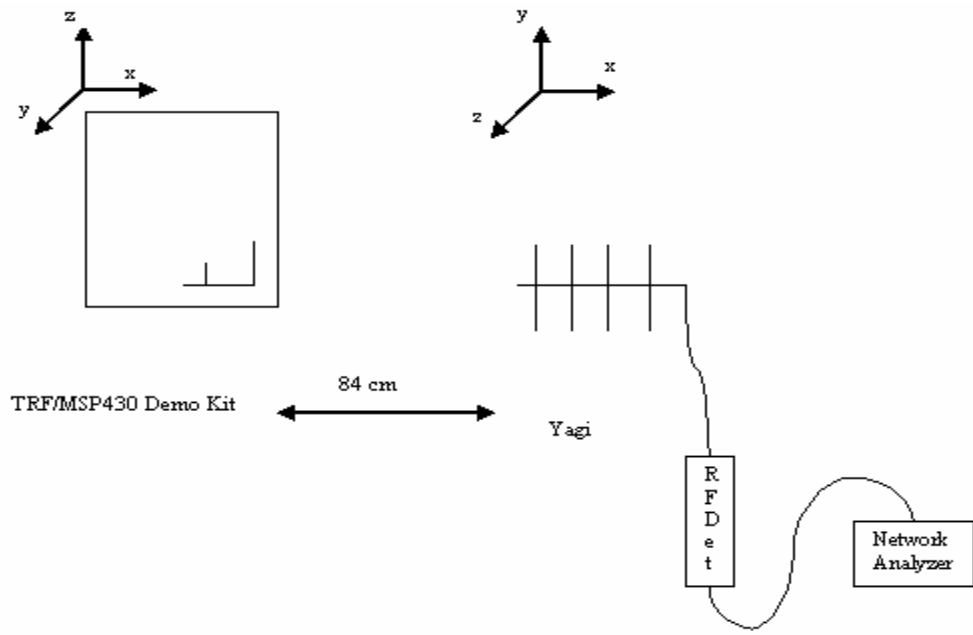 z
x
y
y
x
z
TRF/MSP430 Demo Kit
84 cm
Yagi
R
F
D
e
t
Network
Analyzer